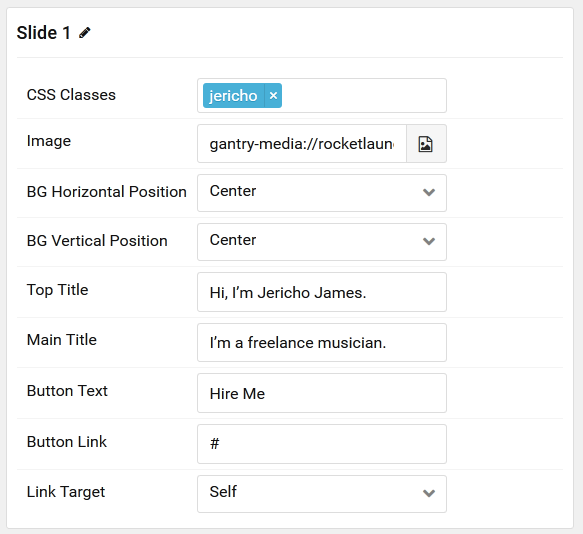 Slide 1
CSS Classes jericho ×
Image gantry-media://rocketlaun
BG Horizontal Position Center
BG Vertical Position Center
Top Title Hi, I’m Jericho James.
Main Title I’m a freelance musician.
Button Text Hire Me
Button Link #
Link Target Self